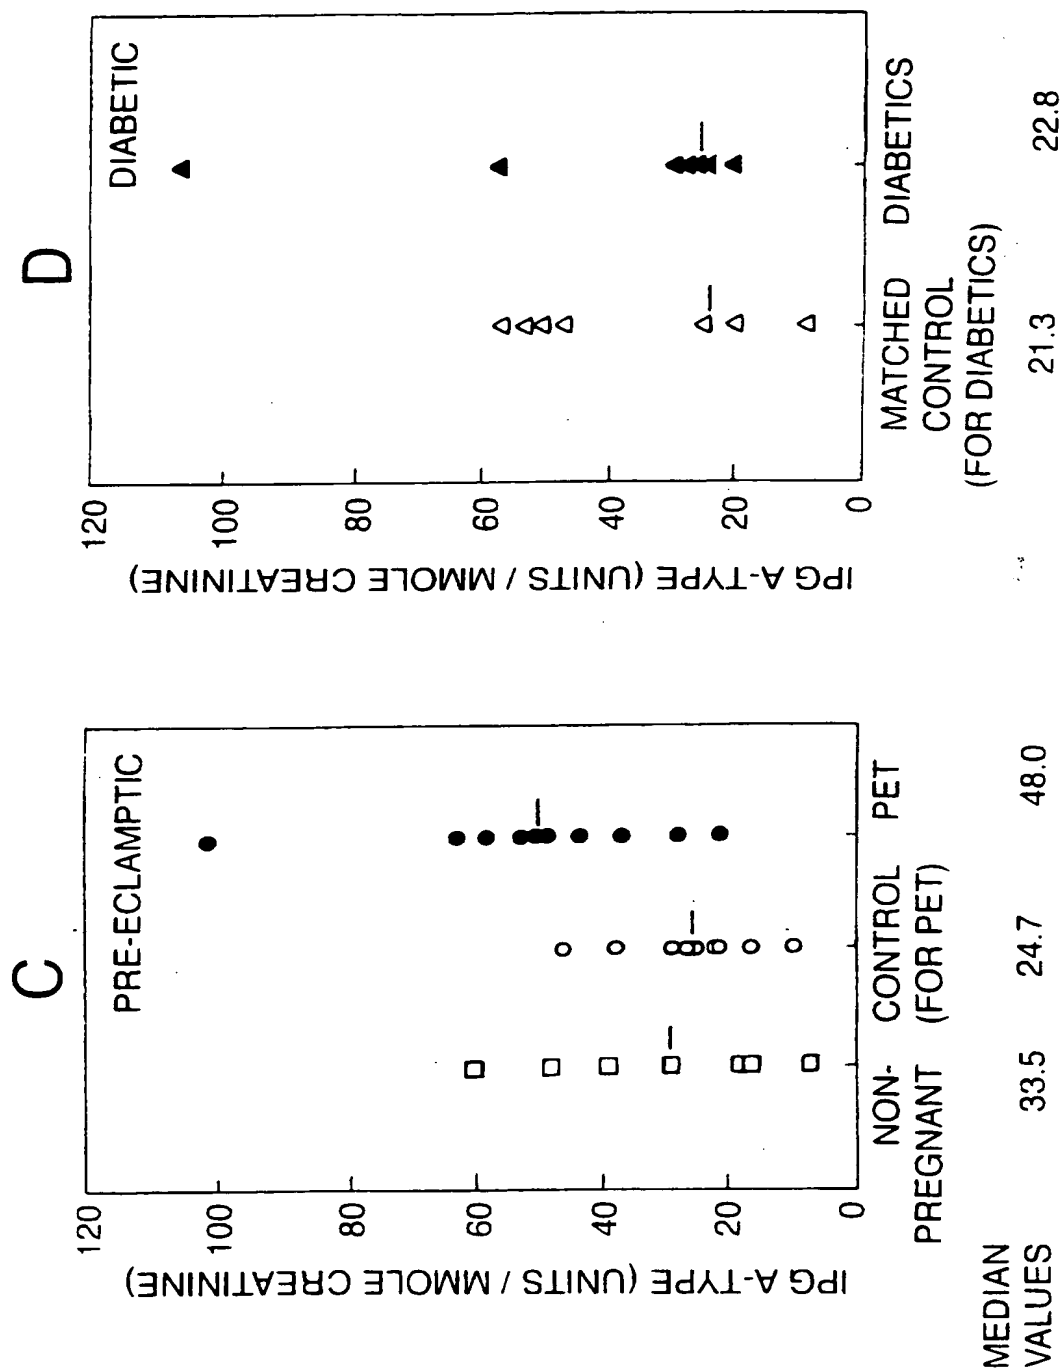 C
PRE-ECLAMPTIC
IPG A-TYPE (UNITS / MMOLE CREATININE)
120
100
80
60
40
20
0
NON-
PREGNANT
CONTROL
(FOR PET)
PET
MEDIAN
VALUES
33.5
24.7
48.0
D
DIABETIC
IPG A-TYPE (UNITS / MMOLE CREATININE)
120
100
80
60
40
20
0
MATCHED
CONTROL
(FOR DIABETICS)
DIABETICS
21.3
22.8